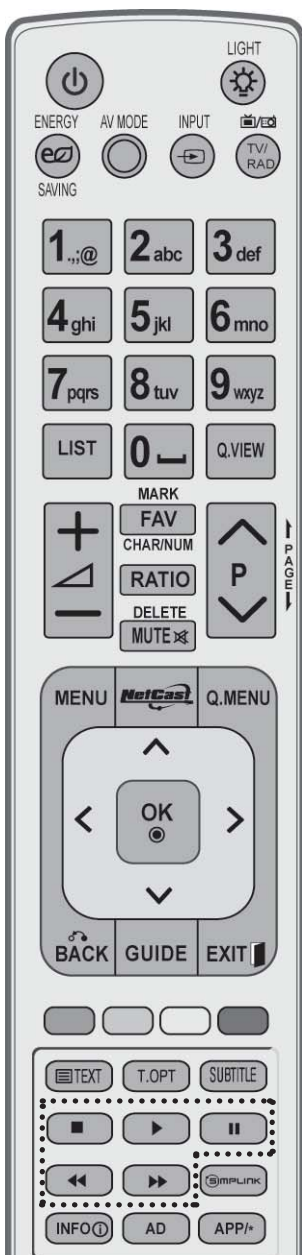 LIGHT
ENERGY AV MODE INPUT
TV/
RAD
SAVING
1.,;@ 2abc 3def
4ghi 5jkl 6mno
7pqrs 8tuv 9wxyz
LIST 0 Q.VIEW
MARK
FAV
CHAR/NUM
P
PAGE
RATIO
DELETE
MUTE
MENU NetCast Q.MENU
OK
BACK GUIDE EXIT
TEXT T.OPT SUBTITLE
SIMPLINK
INFO i AD APP/*